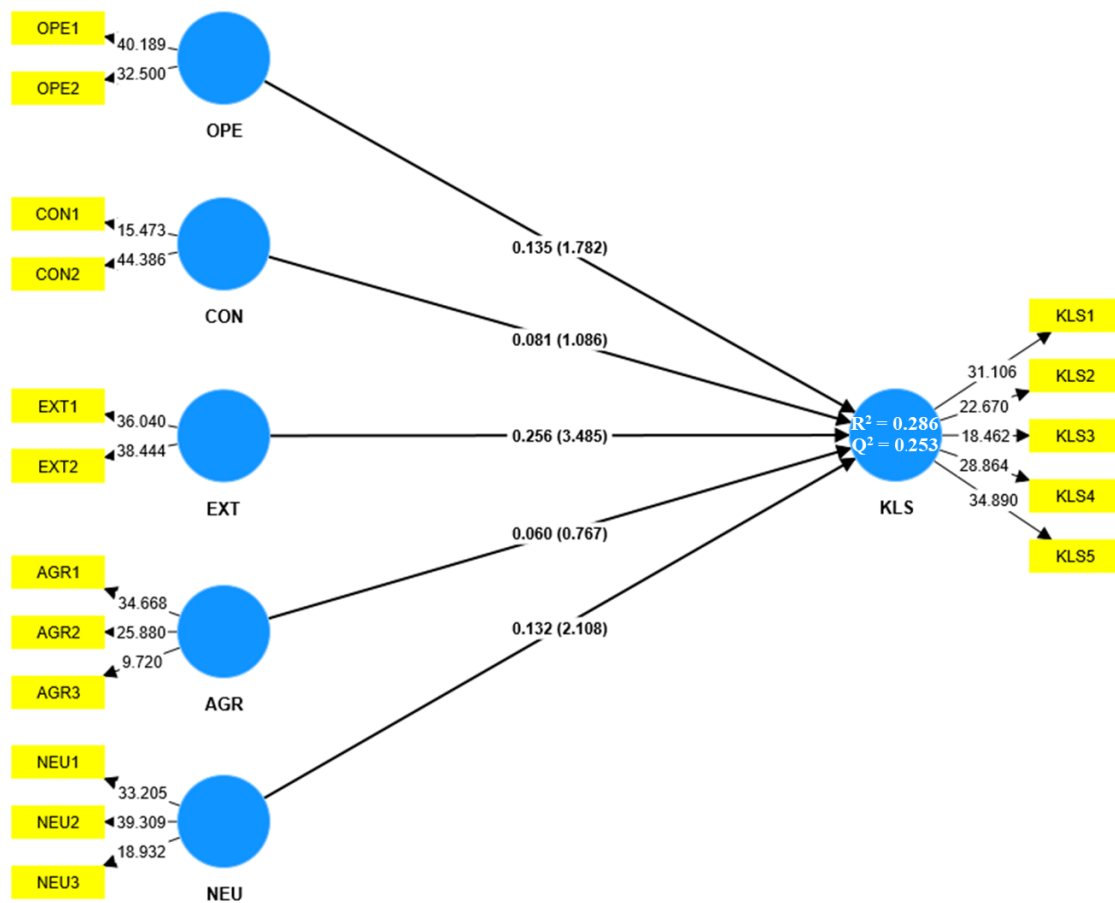 OPE1
40.189
32.500
OPE2
OPE
CON1
15.473
44.386
CON2
CON
EXT1
36.040
38.444
EXT2
EXT
AGR1
34.668
AGR2
25.880
9.720
AGR3
AGR
NEU1
33.205
NEU2
39.309
18.932
NEU3
NEU
0.135 (1.782)
0.081 (1.086)
0.256 (3.485)
0.060 (0.767)
0.132 (2.108)
R² = 0.286
Q² = 0.253
KLS
31.106
22.670
18.462
28.864
34.890
KLS1
KLS2
KLS3
KLS4
KLS5